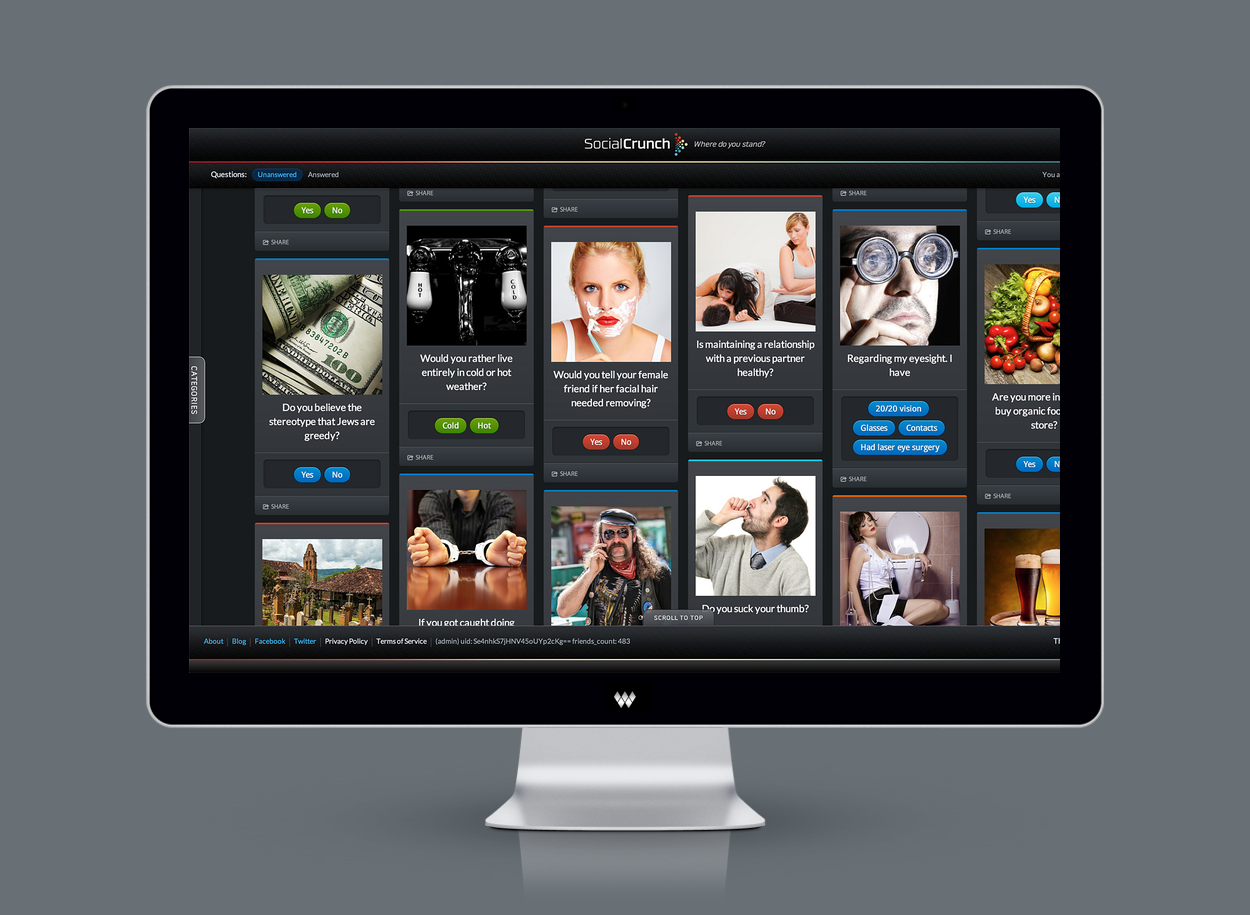 SocialCrunch
Where do you stand?
Questions: Unanswered Answered
You a
Yes No
SHARE
Do you believe the
stereotype that Jews are
greedy?
Yes No
SHARE
SHARE
HOT
COLD
Would you rather live
entirely in cold or hot
weather?
Cold Hot
SHARE
If you got caught doing
SHARE
Would you tell your female
friend if her facial hair
needed removing?
Yes No
SHARE
Is maintaining a relationship
with a previous partner
healthy?
Yes No
SHARE
Do you suck your thumb?
SHARE
Regarding my eyesight. I
have
20/20 vision
Glasses Contacts
Had laser eye surgery
SHARE
Yes N
SHARE
Are you more in
buy organic foo
store?
Yes N
SHARE
CATEGORIES
SCROLL TO TOP
About | Blog | Facebook | Twitter | Privacy Policy | Terms of Service | (admin) uid: Se4nhkS7jHNV45oUYp2cKg== friends_count: 483